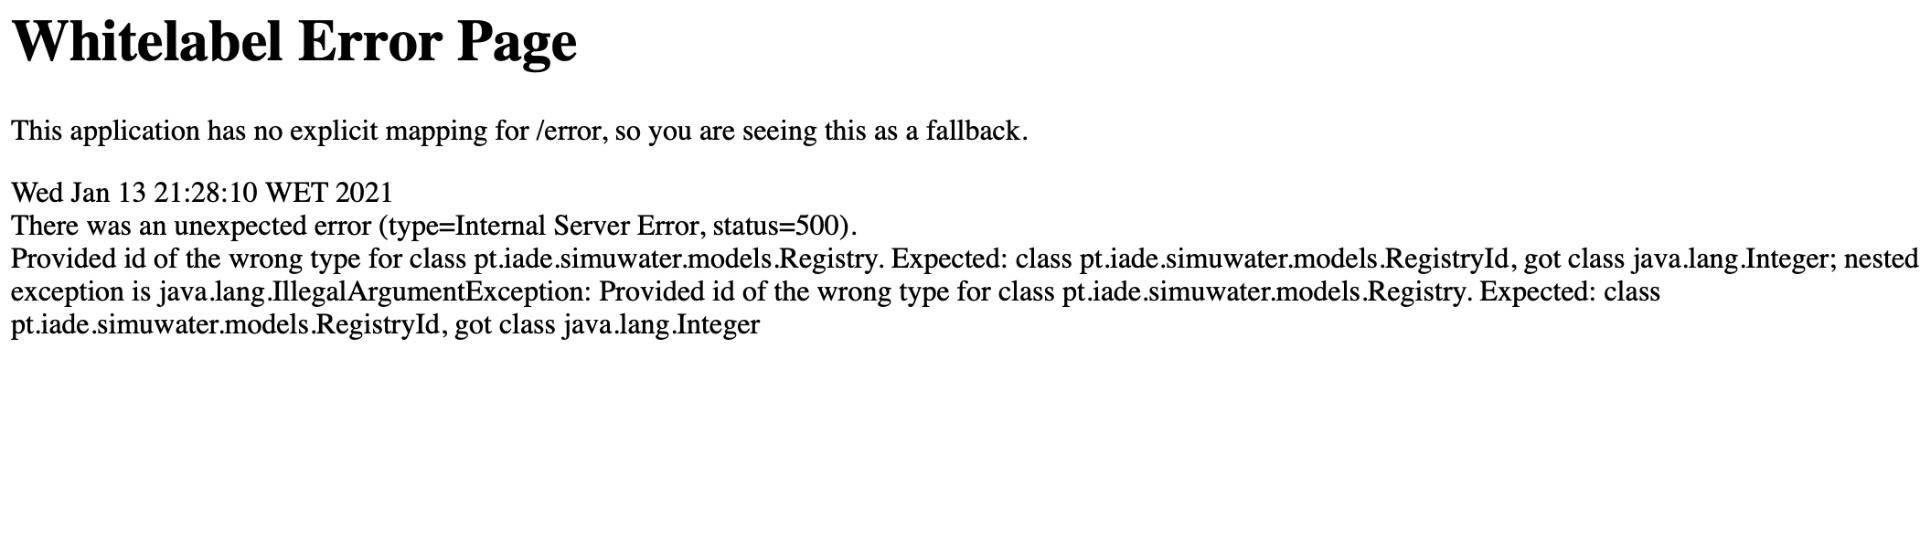 Whitelabel Error Page
This application has no explicit mapping for /error, so you are seeing this as a fallback.
Wed Jan 13 21:28:10 WET 2021
There was an unexpected error (type=Internal Server Error, status=500).
Provided id of the wrong type for class pt.iade.simuwater.models.Registry. Expected: class pt.iade.simuwater.models.RegistryId, got class java.lang.Integer; nested
exception is java.lang.IllegalArgumentException: Provided id of the wrong type for class pt.iade.simuwater.models.Registry. Expected: class
pt.iade.simuwater.models.RegistryId, got class java.lang.Integer